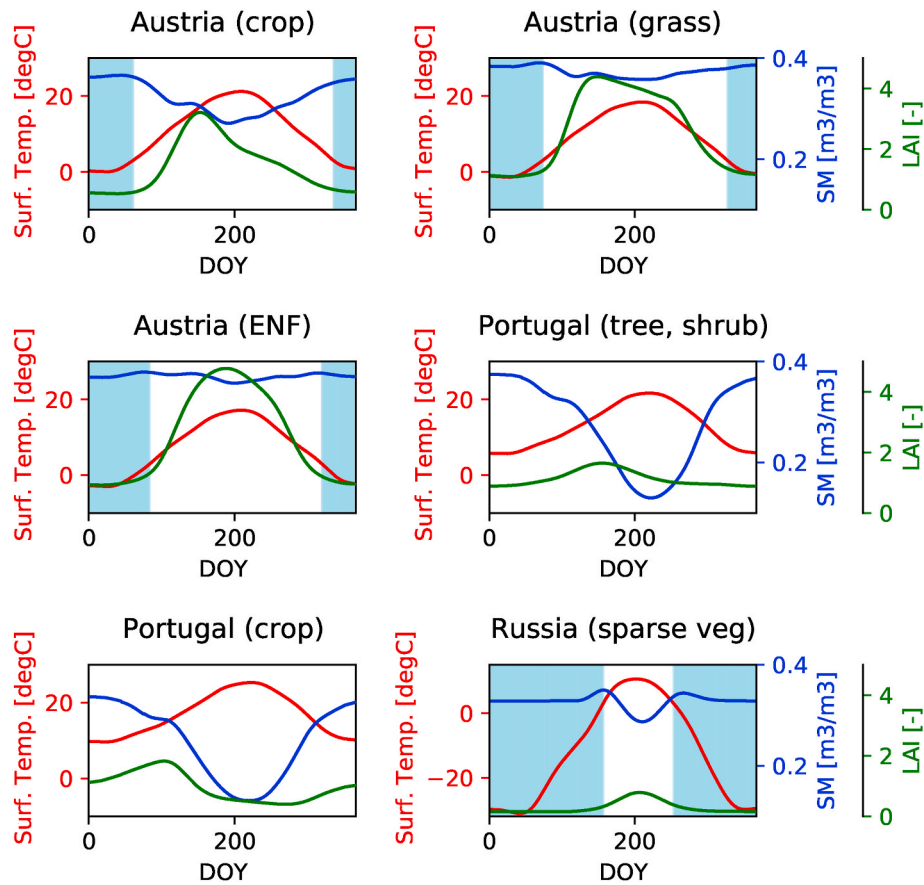 Austria (crop)
Austria (grass)
Surf. Temp. [degC]
20
0
0
200
DOY
Surf. Temp. [degC]
20
0
0
200
DOY
0.4
0.2
SM [m3/m3]
4
2
0
LAI [-]
Austria (ENF)
Portugal (tree, shrub)
Surf. Temp. [degC]
20
0
0
200
DOY
Surf. Temp. [degC]
20
0
0
200
DOY
0.4
0.2
SM [m3/m3]
4
2
0
LAI [-]
Portugal (crop)
Russia (sparse veg)
Surf. Temp. [degC]
20
0
0
200
DOY
Surf. Temp. [degC]
0
−20
0
200
DOY
0.4
0.2
SM [m3/m3]
4
2
0
LAI [-]